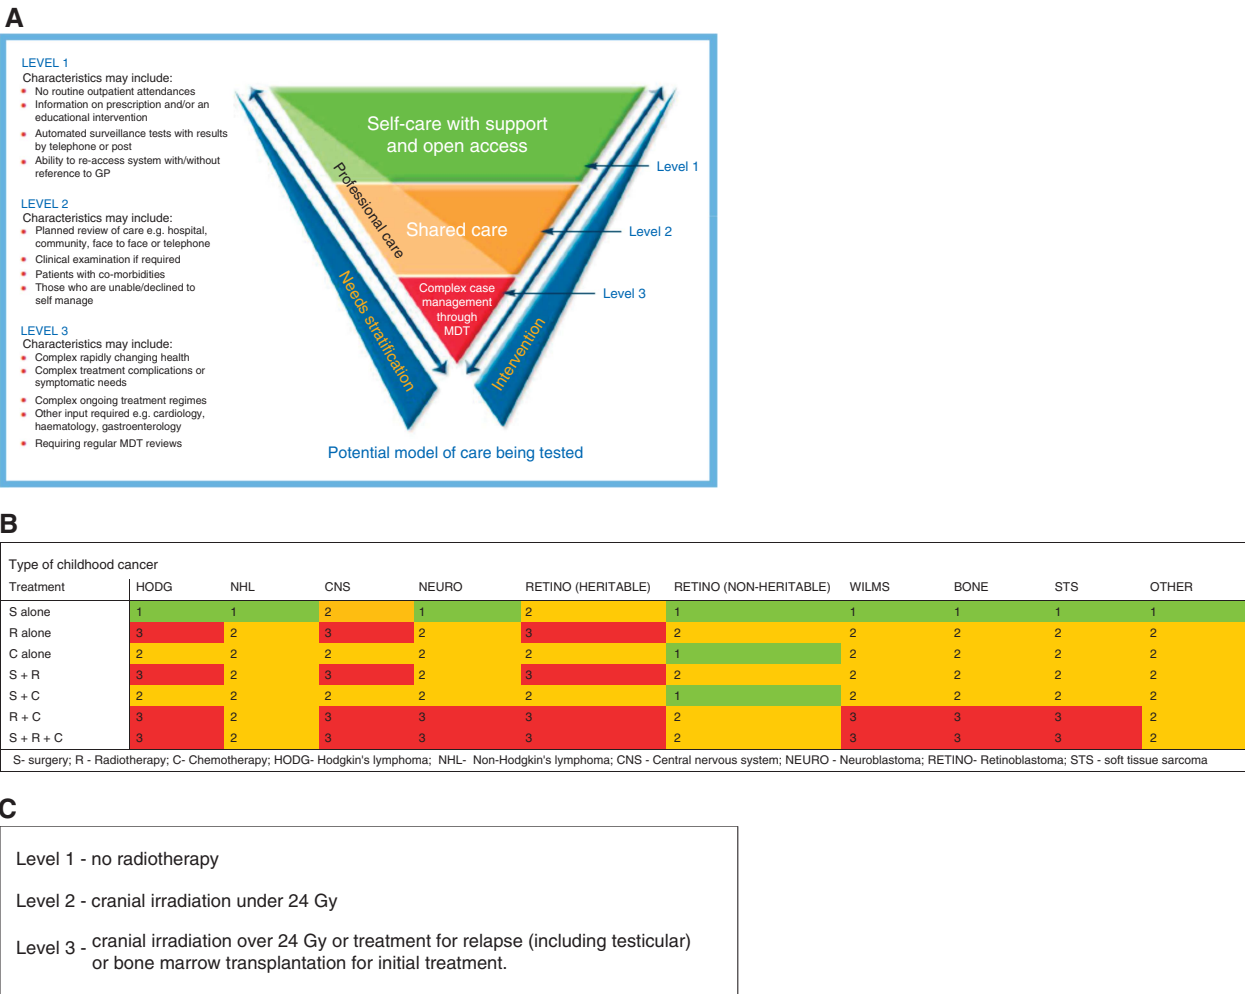 A
LEVEL 1
Characteristics may include:
No routine outpatient attendances
Information on prescription and/or an
educational intervention
Automated surveillance tests with results
by telephone or post
Ability to re-access system with/without
reference to GP
LEVEL 2
Characteristics may include:
Planned review of care e.g. hospital,
community, face to face or telephone
Clinical examination if required
Patients with co-morbidities
Those who are unable/declined to
self manage
LEVEL 3
Characteristics may include:
Complex rapidly changing health
Complex treatment complications or
symptomatic needs
Complex ongoing treatment regimes
Other input required e.g. cardiology,
haematology, gastroenterology
Requiring regular MDT reviews
Self-care with support
and open access
Level 1
Professional care
Shared care
Level 2
Complex case
management
through
MDT
Level 3
Needs stratification
Intervention
Potential model of care being tested
B
Type of childhood cancer
Treatment HODG NHL CNS NEURO RETINO (HERITABLE) RETINO (NON-HERITABLE) WILMS BONE STS OTHER
S alone 1 1 2 1 2 1 1 1 1 1
R alone 3 2 3 2 3 2 2 2 2 2
C alone 2 2 2 2 2 1 2 2 2 2
S + R 3 2 3 2 3 2 2 2 2 2
S + C 2 2 2 2 2 1 2 2 2 2
R + C 3 2 3 3 3 2 3 3 3 2
S + R + C 3 2 3 3 3 2 3 3 3 2
S- surgery; R - Radiotherapy; C- Chemotherapy; HODG- Hodgkin's lymphoma; NHL- Non-Hodgkin's lymphoma; CNS - Central nervous system; NEURO - Neuroblastoma; RETINO- Retinoblastoma; STS - soft tissue sarcoma
C
Level 1 - no radiotherapy
Level 2 - cranial irradiation under 24 Gy
Level 3 - cranial irradiation over 24 Gy or treatment for relapse (including testicular)
or bone marrow transplantation for initial treatment.